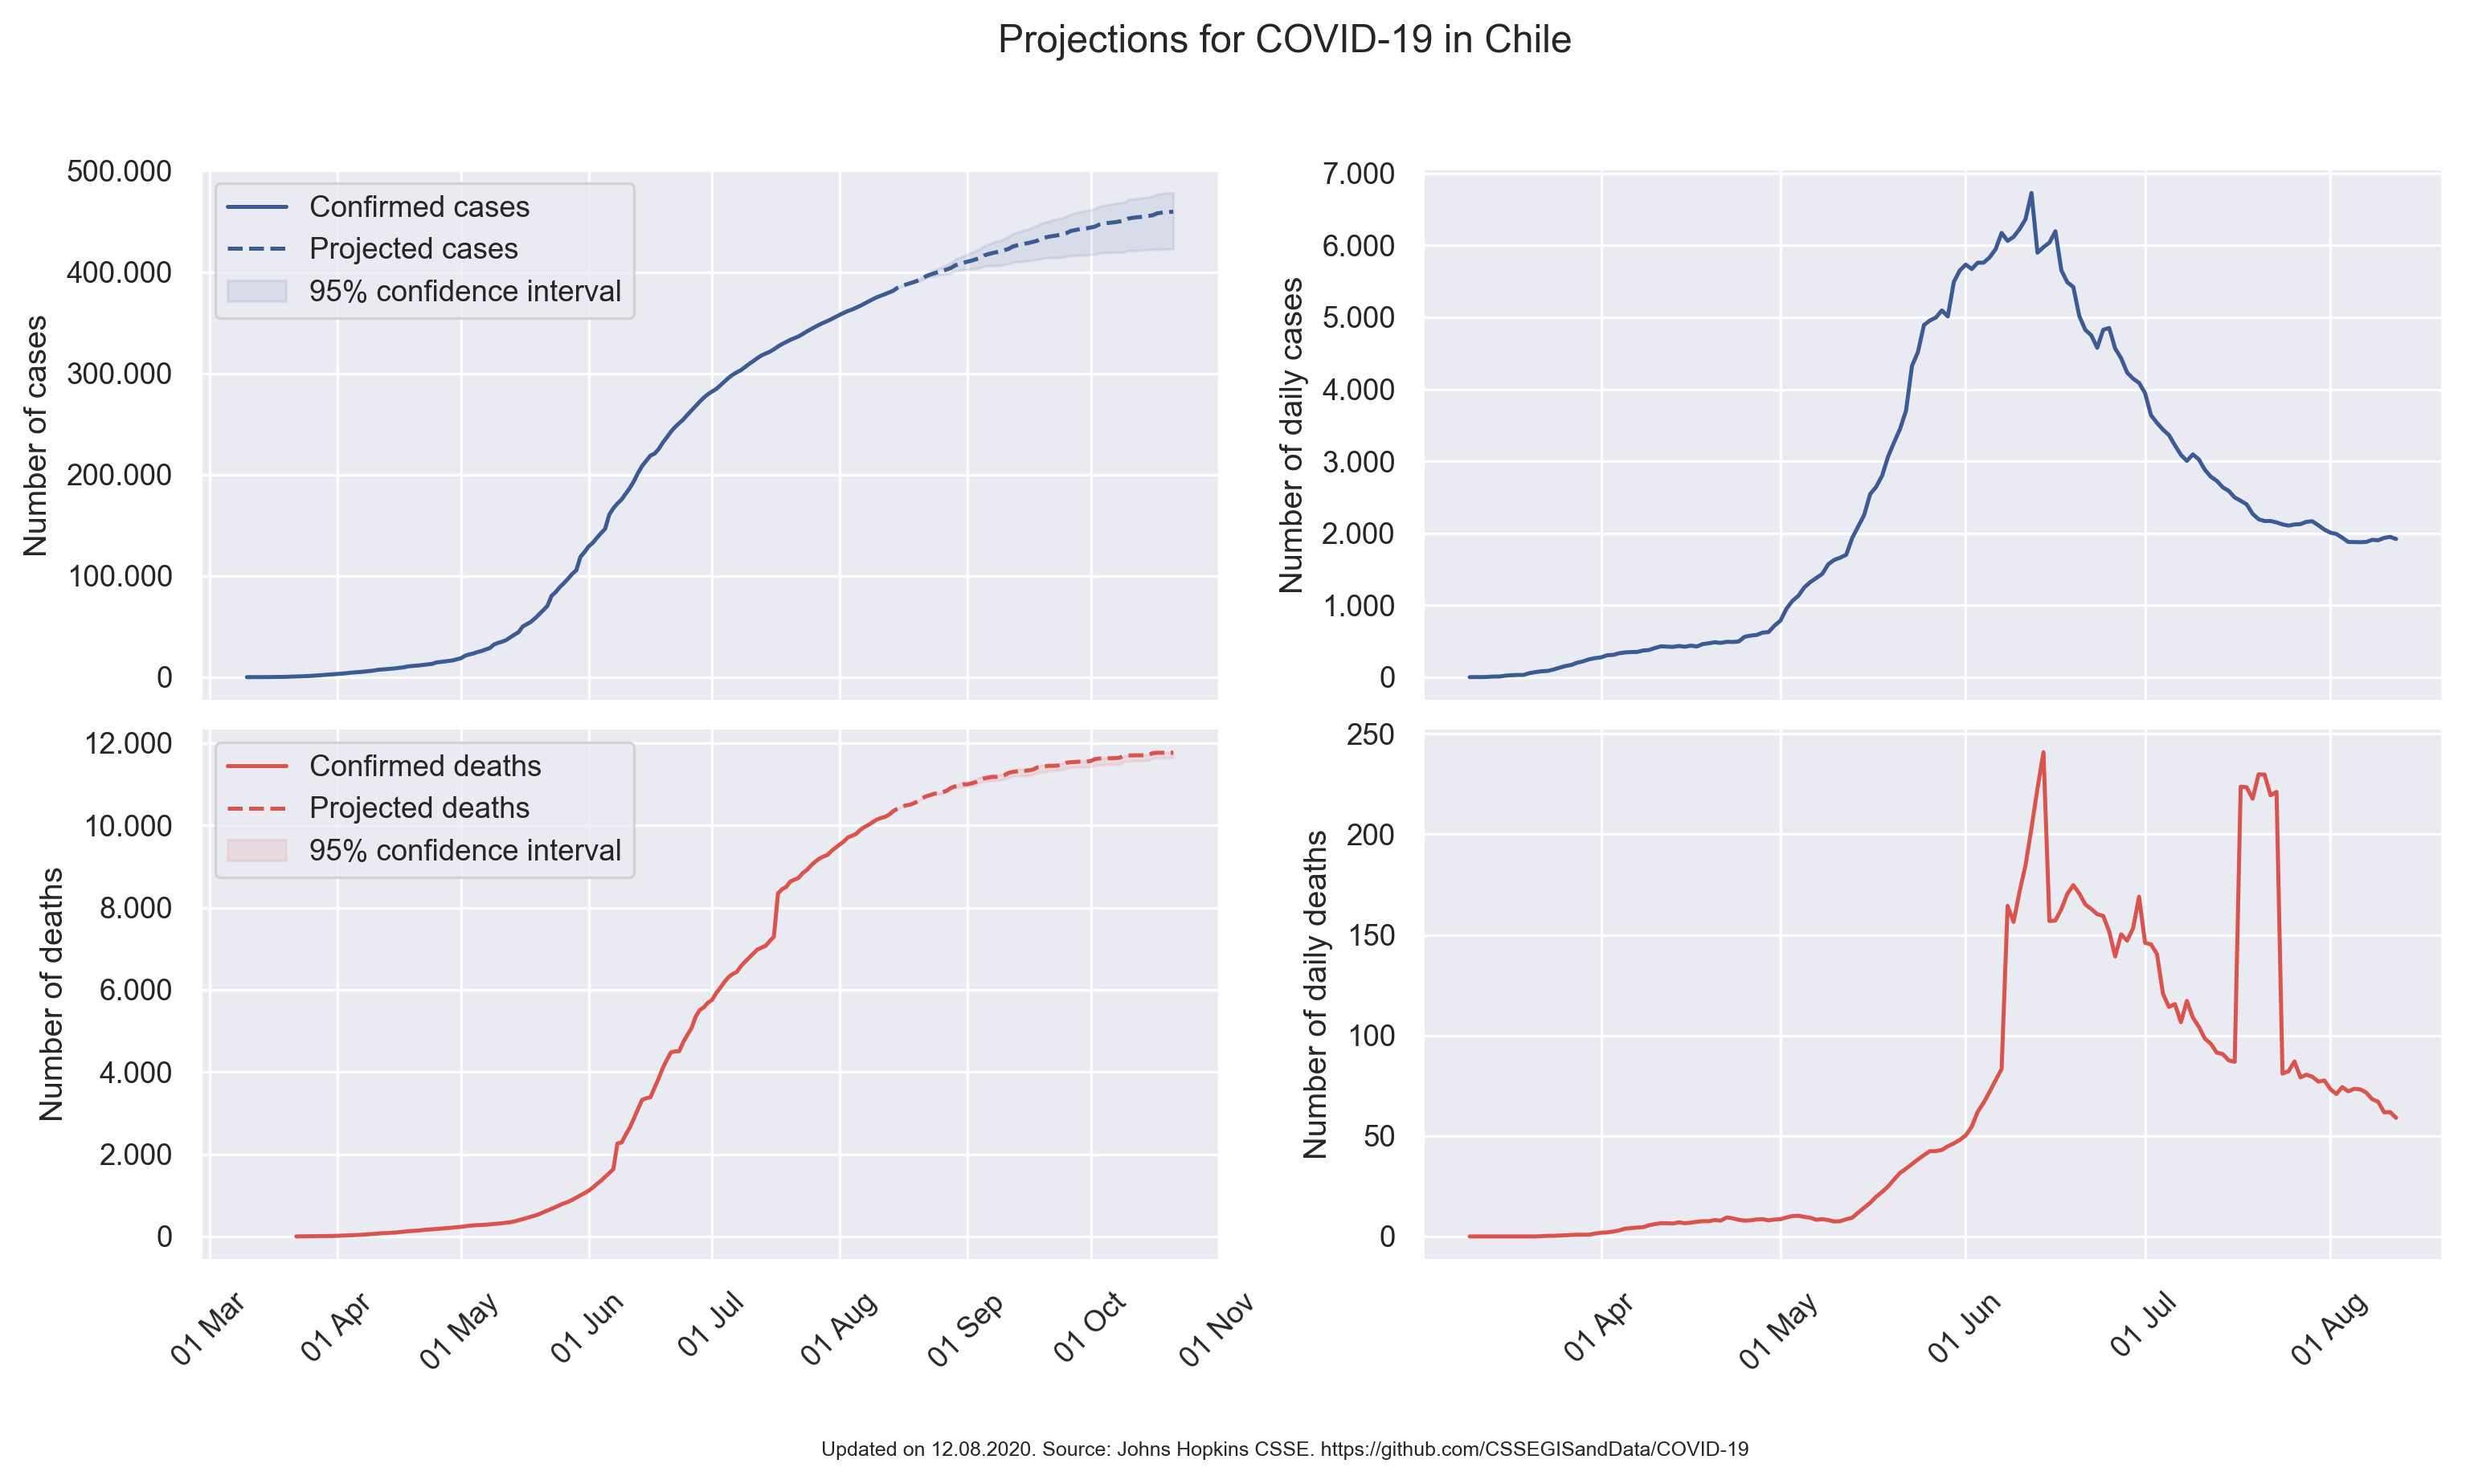 Projections for COVID-19 in Chile
Number of cases
500.000
400.000
300.000
200.000
100.000
0
Confirmed cases
Projected cases
95% confidence interval
Number of daily cases
7.000
6.000
5.000
4.000
3.000
2.000
1.000
0
Number of deaths
12.000
10.000
8.000
6.000
4.000
2.000
0
Confirmed deaths
Projected deaths
95% confidence interval
01 Mar
01 Apr
01 May
01 Jun
01 Jul
01 Aug
01 Sep
01 Oct
01 Nov
Number of daily deaths
250
200
150
100
50
0
01 Apr
01 May
01 Jun
01 Jul
01 Aug
Updated on 12.08.2020. Source: Johns Hopkins CSSE. https://github.com/CSSEGISandData/COVID-19